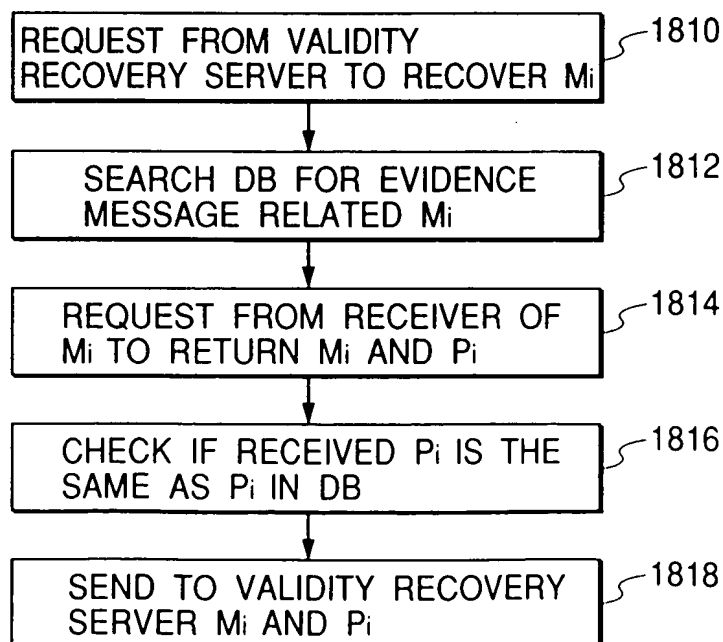 REQUEST FROM VALIDITY
RECOVERY SERVER TO RECOVER Mi
1810
SEARCH DB FOR EVIDENCE
MESSAGE RELATED Mi
1812
REQUEST FROM RECEIVER OF
Mi TO RETURN Mi AND Pi
1814
CHECK IF RECEIVED Pi IS THE
SAME AS Pi IN DB
1816
SEND TO VALIDITY RECOVERY
SERVER Mi AND Pi
1818